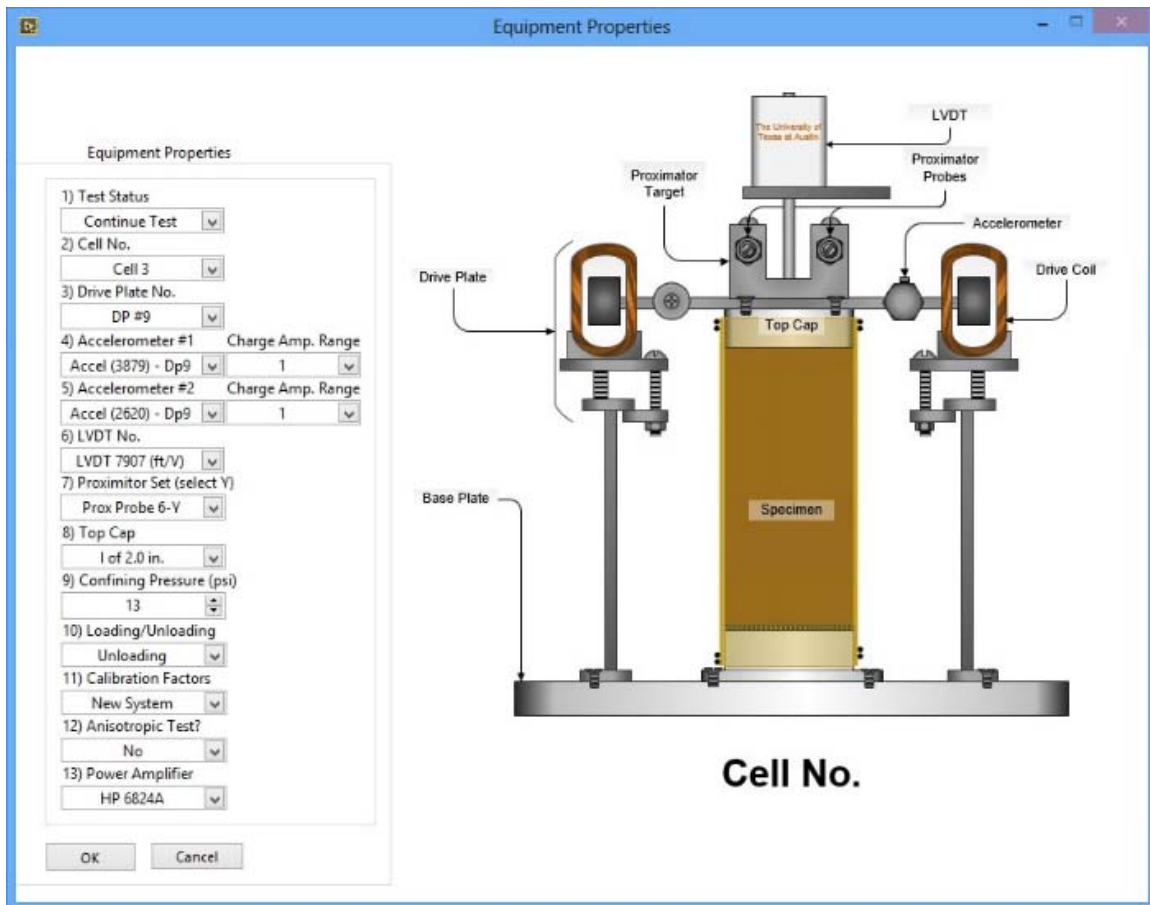 Equipment Properties
Equipment Properties
1) Test Status
Continue Test
2) Cell No.
Cell 3
3) Drive Plate No.
DP #9
4) Accelerometer #1 Charge Amp. Range
Accel (3879) - Dp9 1
5) Accelerometer #2 Charge Amp. Range
Accel (2620) - Dp9 1
6) LVDT No.
LVDT 7907 (ft/V)
7) Proximitor Set (select Y)
Prox Probe 6-Y
8) Top Cap
I of 2.0 in.
9) Confining Pressure (psi)
13
10) Loading/Unloading
Unloading
11) Calibration Factors
New System
12) Anisotropic Test?
No
13) Power Amplifier
HP 6824A
OK Cancel
The University of
Texas at Austin
LVDT
Proximator
Target
Proximator
Probes
Accelerometer
Drive Plate
Drive Coil
Top Cap
Base Plate
Specimen
Cell No.